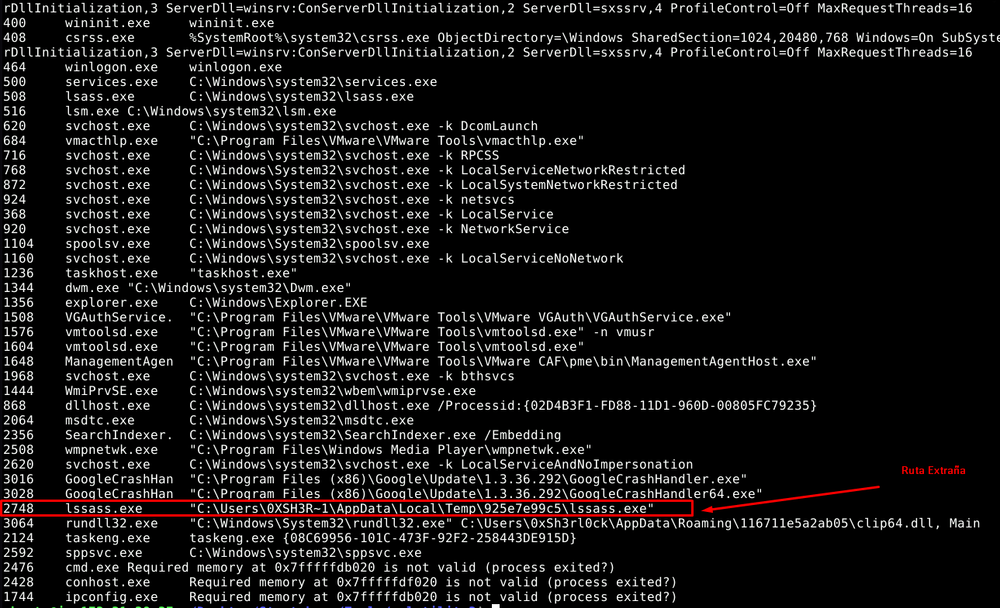 rDllInitialization,3 ServerDll=winsrv:ConServerDllInitialization,2 ServerDll=sxssrv,4 ProfileControl=Off MaxRequestThreads=16
400 wininit.exe wininit.exe
408 csrss.exe %SystemRoot%\system32\csrss.exe ObjectDirectory=\Windows SharedSection=1024,20480,768 Windows=On SubSyste
rDllInitialization,3 ServerDll=winsrv:ConServerDllInitialization,2 ServerDll=sxssrv,4 ProfileControl=Off MaxRequestThreads=16
464 winlogon.exe winlogon.exe
500 services.exe C:\Windows\system32\services.exe
508 lsass.exe C:\Windows\system32\lsass.exe
516 lsm.exe C:\Windows\system32\lsm.exe
620 svchost.exe C:\Windows\system32\svchost.exe -k DcomLaunch
684 vmacthlp.exe "C:\Program Files\VMware\VMware Tools\vmacthlp.exe"
716 svchost.exe C:\Windows\system32\svchost.exe -k RPCSS
768 svchost.exe C:\Windows\System32\svchost.exe -k LocalServiceNetworkRestricted
872 svchost.exe C:\Windows\System32\svchost.exe -k LocalSystemNetworkRestricted
924 svchost.exe C:\Windows\system32\svchost.exe -k netsvcs
368 svchost.exe C:\Windows\system32\svchost.exe -k LocalService
920 svchost.exe C:\Windows\system32\svchost.exe -k NetworkService
1104 spoolsv.exe C:\Windows\System32\spoolsv.exe
1160 svchost.exe C:\Windows\system32\svchost.exe -k LocalServiceNoNetwork
1236 taskhost.exe "taskhost.exe"
1344 dwm.exe "C:\Windows\system32\Dwm.exe"
1356 explorer.exe C:\Windows\Explorer.EXE
1508 VGAuthService. "C:\Program Files\VMware\VMware Tools\VMware VGAuth\VGAuthService.exe"
1576 vmtoolsd.exe "C:\Program Files\VMware\VMware Tools\vmtoolsd.exe" -n vmusr
1604 vmtoolsd.exe "C:\Program Files\VMware\VMware Tools\vmtoolsd.exe"
1648 ManagementAgen "C:\Program Files\VMware\VMware Tools\VMware CAF\pme\bin\ManagementAgentHost.exe"
1968 svchost.exe C:\Windows\system32\svchost.exe -k bthsvcs
1444 WmiPrvSE.exe C:\Windows\system32\wbem\wmiprvse.exe
868 dllhost.exe C:\Windows\system32\dllhost.exe /Processid:{02D4B3F1-FD88-11D1-960D-00805FC79235}
2064 msdtc.exe C:\Windows\System32\msdtc.exe
2356 SearchIndexer. C:\Windows\system32\SearchIndexer.exe /Embedding
2508 wmpnetwk.exe "C:\Program Files\Windows Media Player\wmpnetwk.exe"
2620 svchost.exe C:\Windows\system32\svchost.exe -k LocalServiceAndNoImpersonation
3016 GoogleCrashHan "C:\Program Files (x86)\Google\Update\1.3.36.292\GoogleCrashHandler.exe"
3028 GoogleCrashHan "C:\Program Files (x86)\Google\Update\1.3.36.292\GoogleCrashHandler64.exe"
Ruta Extraña
2748 lssass.exe "C:\Users\0XSH3R~1\AppData\Local\Temp\925e7e99c5\lssass.exe"
3064 rundll32.exe "C:\Windows\System32\rundll32.exe" C:\Users\0xSh3rl0ck\AppData\Roaming\116711e5a2ab05\clip64.dll, Main
2124 taskeng.exe taskeng.exe {08C69956-101C-473F-92F2-258443DE915D}
2592 sppsvc.exe C:\Windows\system32\sppsvc.exe
2476 cmd.exe Required memory at 0x7fffffdb020 is not valid (process exited?)
2428 conhost.exe Required memory at 0x7fffffdf020 is not valid (process exited?)
1744 ipconfig.exe Required memory at 0x7fffffdb020 is not valid (process exited?)